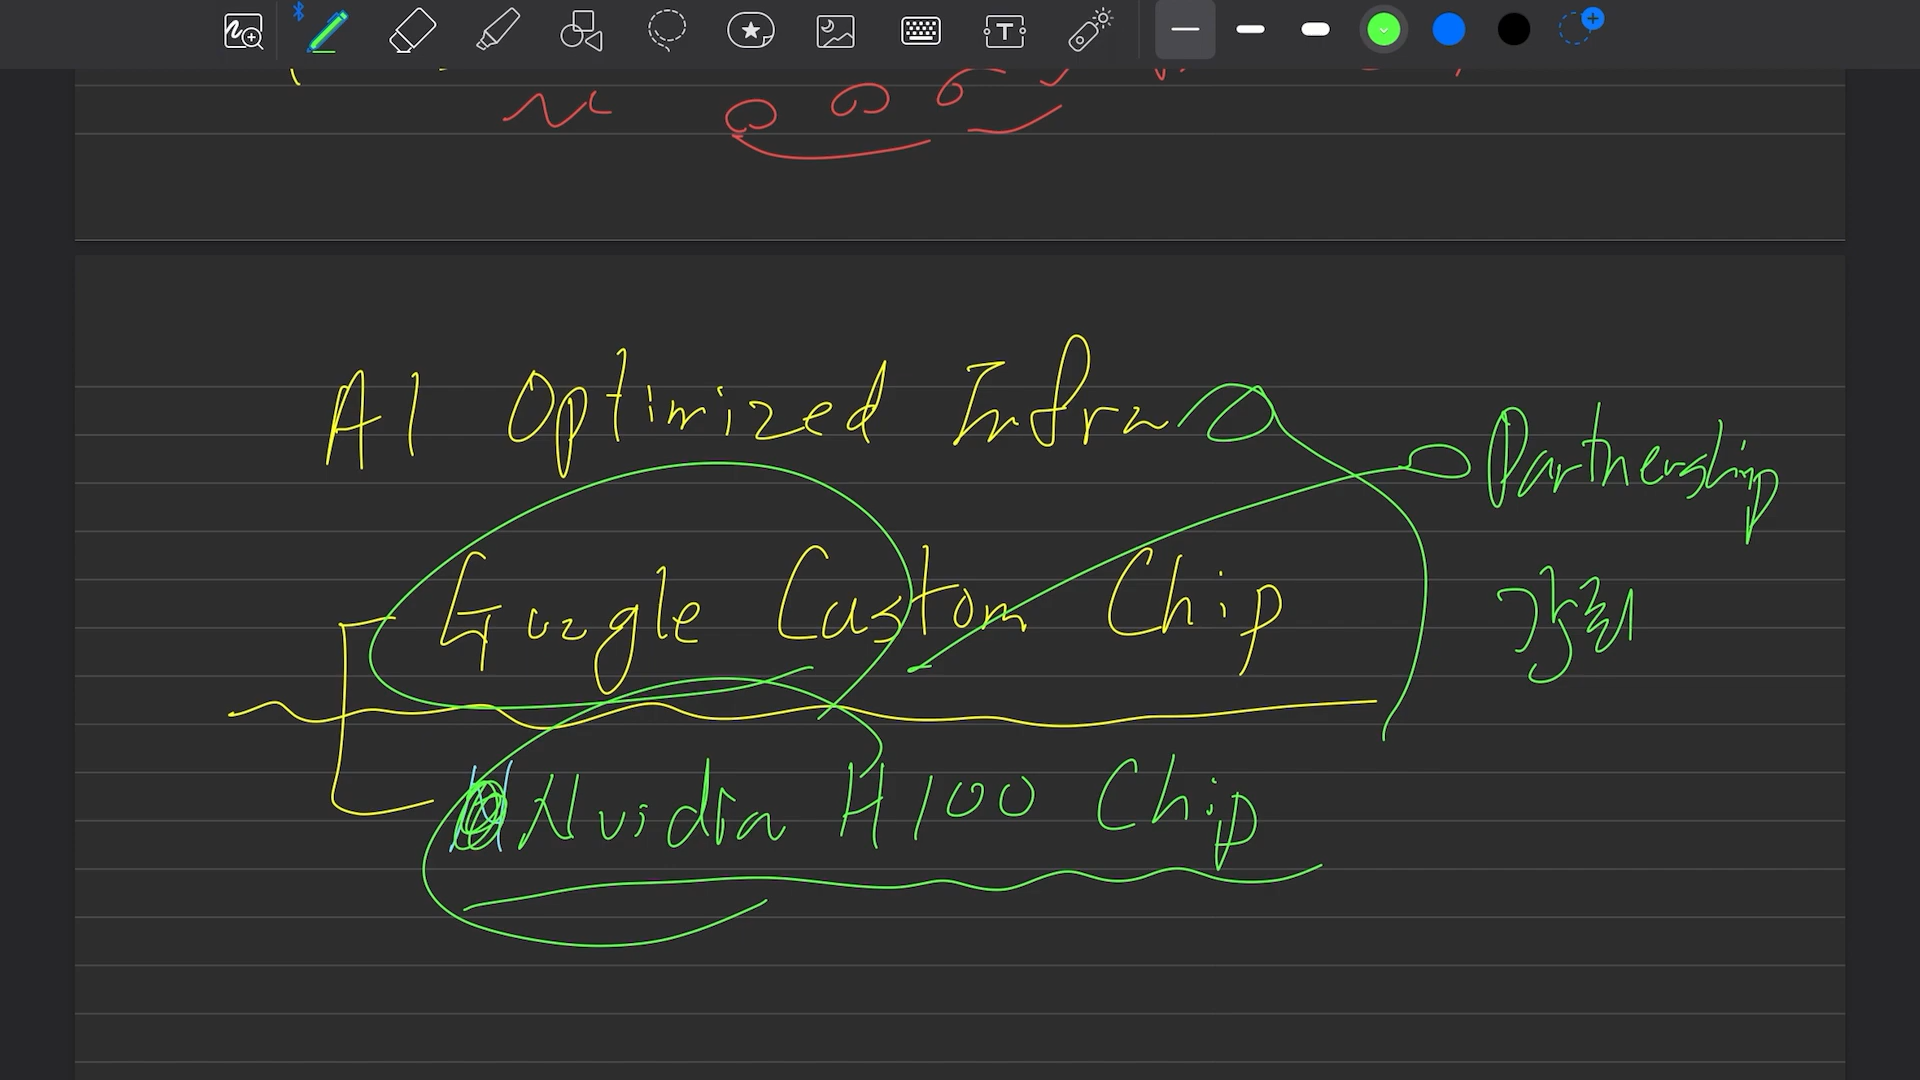 AI Optimized Infra
Partnership
강화
Google Custom Chip
Nvidia H100 Chip